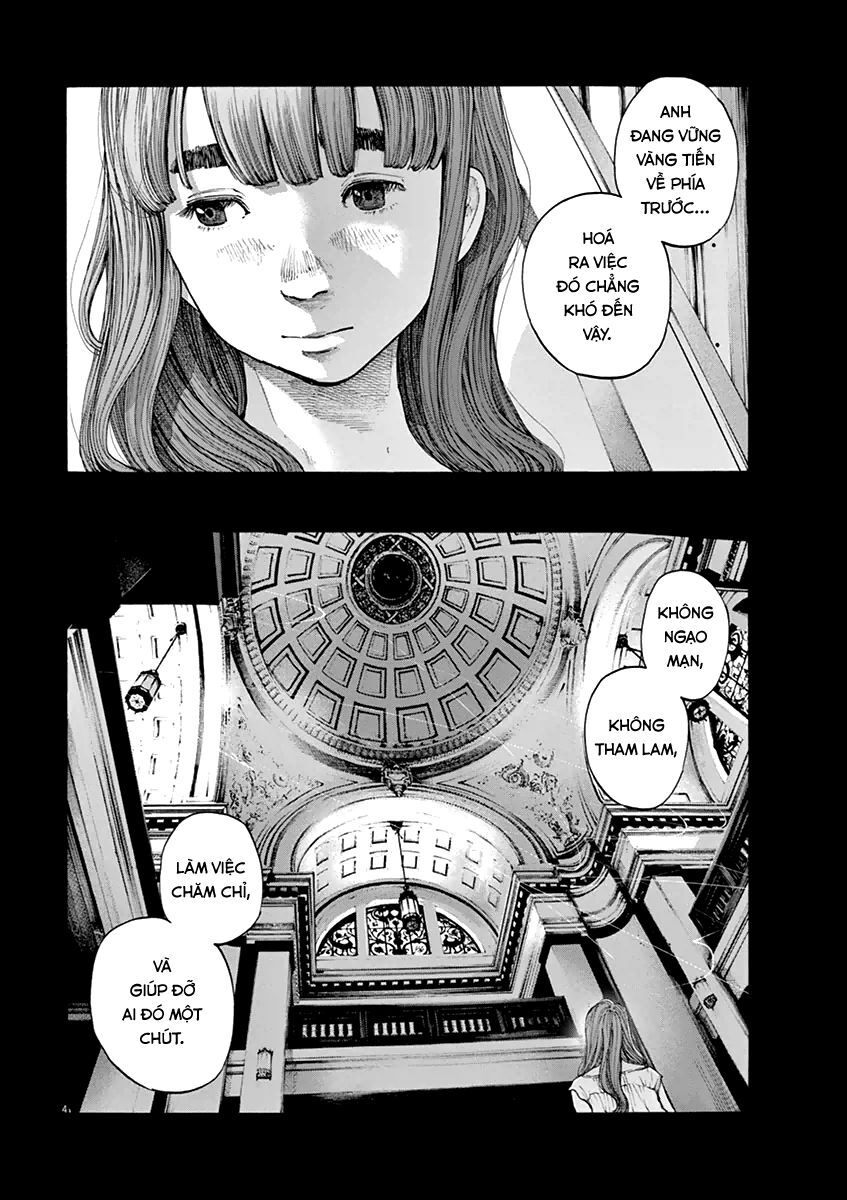 ANH
ĐANG VỮNG
VÀNG TIẾN
VỀ PHÍA
TRƯỚC...
HOÁ
RA VIỆC
ĐÓ CHẲNG
KHÓ ĐẾN
VẬY.
KHÔNG
NGẠO
MẠN,
KHÔNG
THAM LAM,
LÀM VIỆC
CHĂM CHỈ,
VÀ
GIÚP ĐỠ
AI ĐÓ MỘT
CHÚT.
4